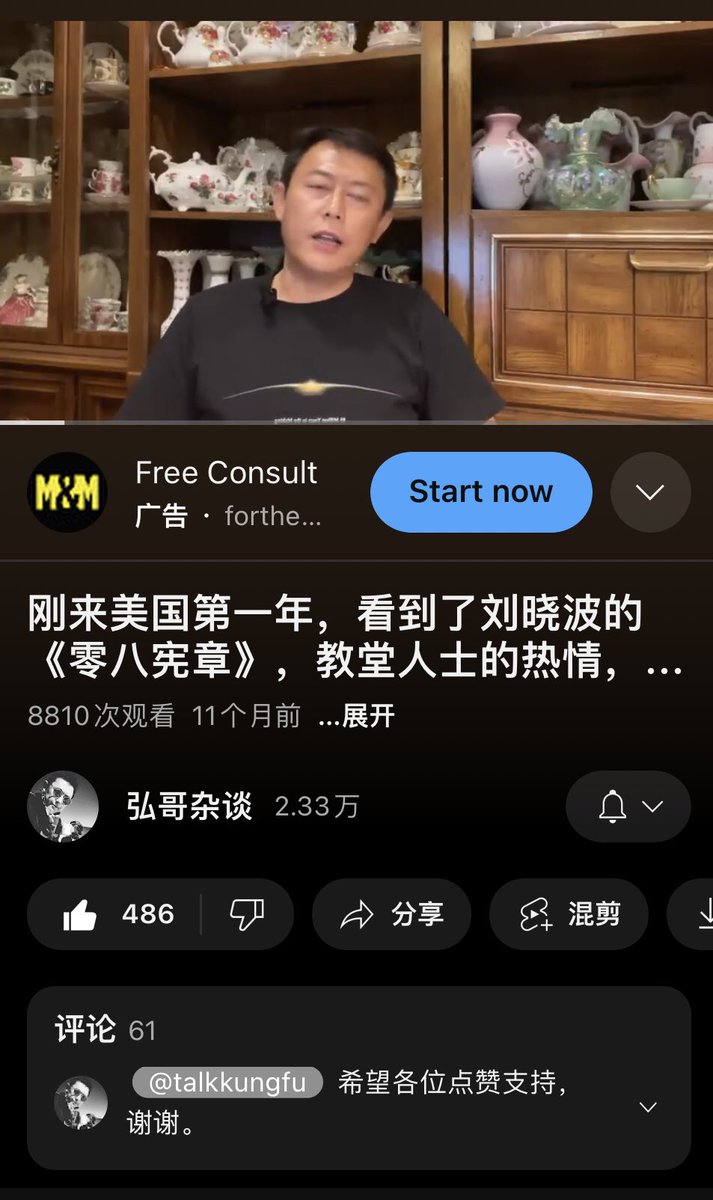 M&M
Free Consult
广告 · forthe...
Start now
刚来美国第一年，看到了刘晓波的
《零八宪章》，教堂人士的热情，...
8810次观看 11个月前 ...展开
弘哥杂谈 2.33万
486
分享
混剪
评论 61
@talkkungfu 希望各位点赞支持，
谢谢。